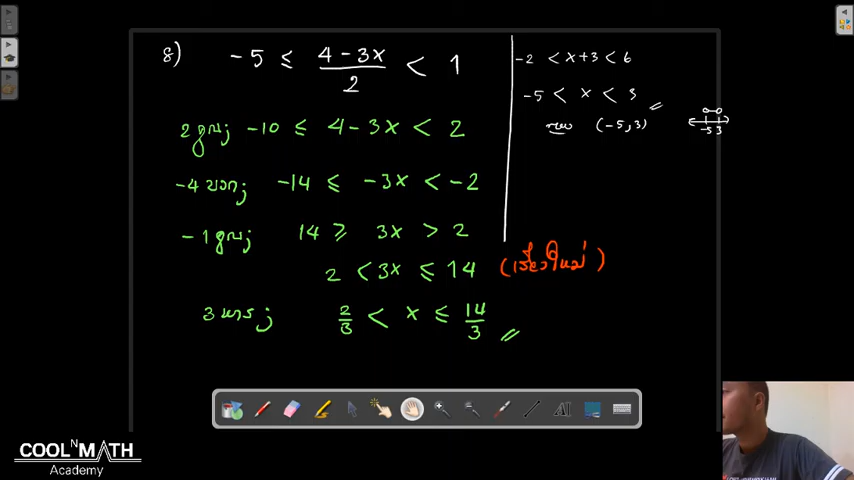 8) -5 ≤ (4-3x)/2 < 1
2 คูณ; -10 ≤ 4-3x < 2
-4 บวก; -14 ≤ -3x < -2
-1 คูณ; 14 ≥ 3x > 2
2 < 3x ≤ 14 (เรียงใหม่)
3 หาร; 2/3 < x ≤ 14/3
-2 < x+3 < 6
-5 < x < 3
(-5,3)
-5 3
COOL N MATH
Academy